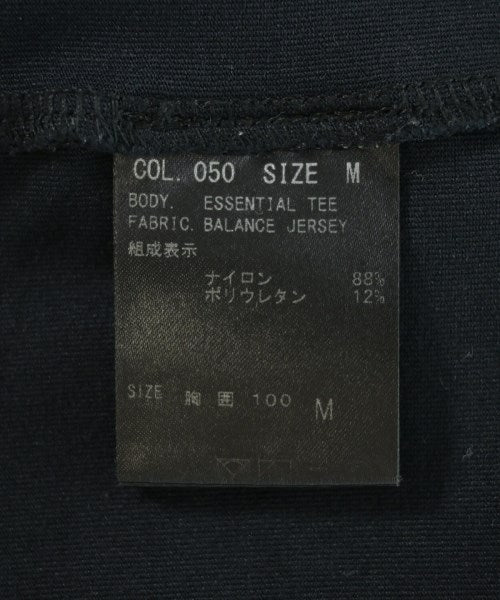 COL. 050 SIZE M
BODY. ESSENTIAL TEE
FABRIC. BALANCE JERSEY
組成表示
ナイロン 88%
ポリウレタン 12%
SIZE 胸囲 100 M